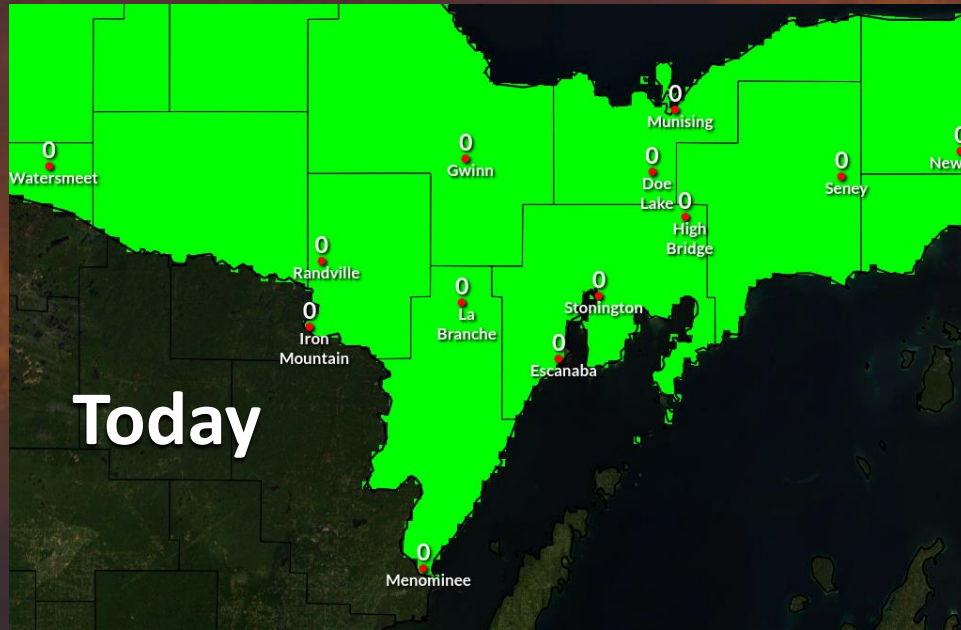 0
Munising
0
Gwinn
0
Watersmeet
0
Doe
Lake
0
Seney
0
New
0
High
Bridge
0
Randville
0
Stonington
0
La
Branche
0
Iron
Mountain
0
Escanaba
Today
0
Menominee